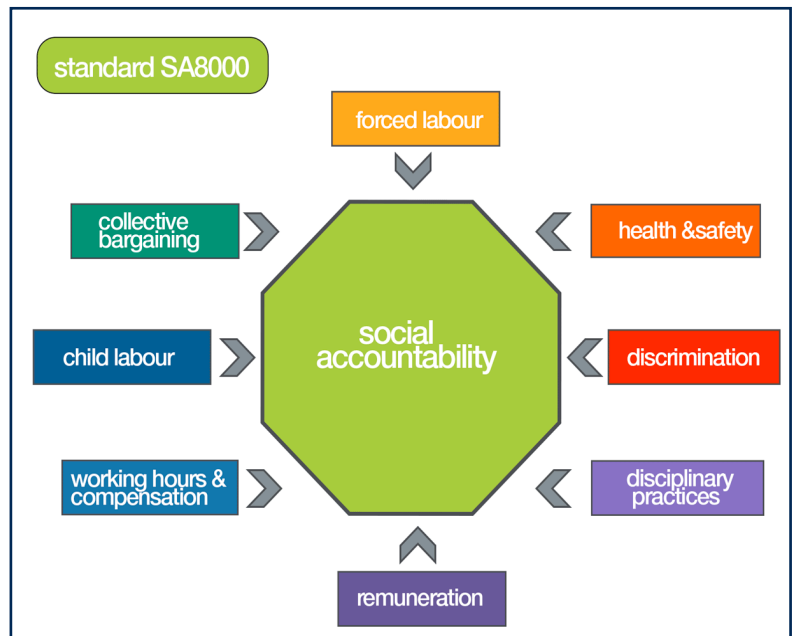 standard SA8000
forced labour
collective
bargaining
health &safety
social
accountability
child labour
discrimination
working hours &
compensation
disciplinary
practices
remuneration